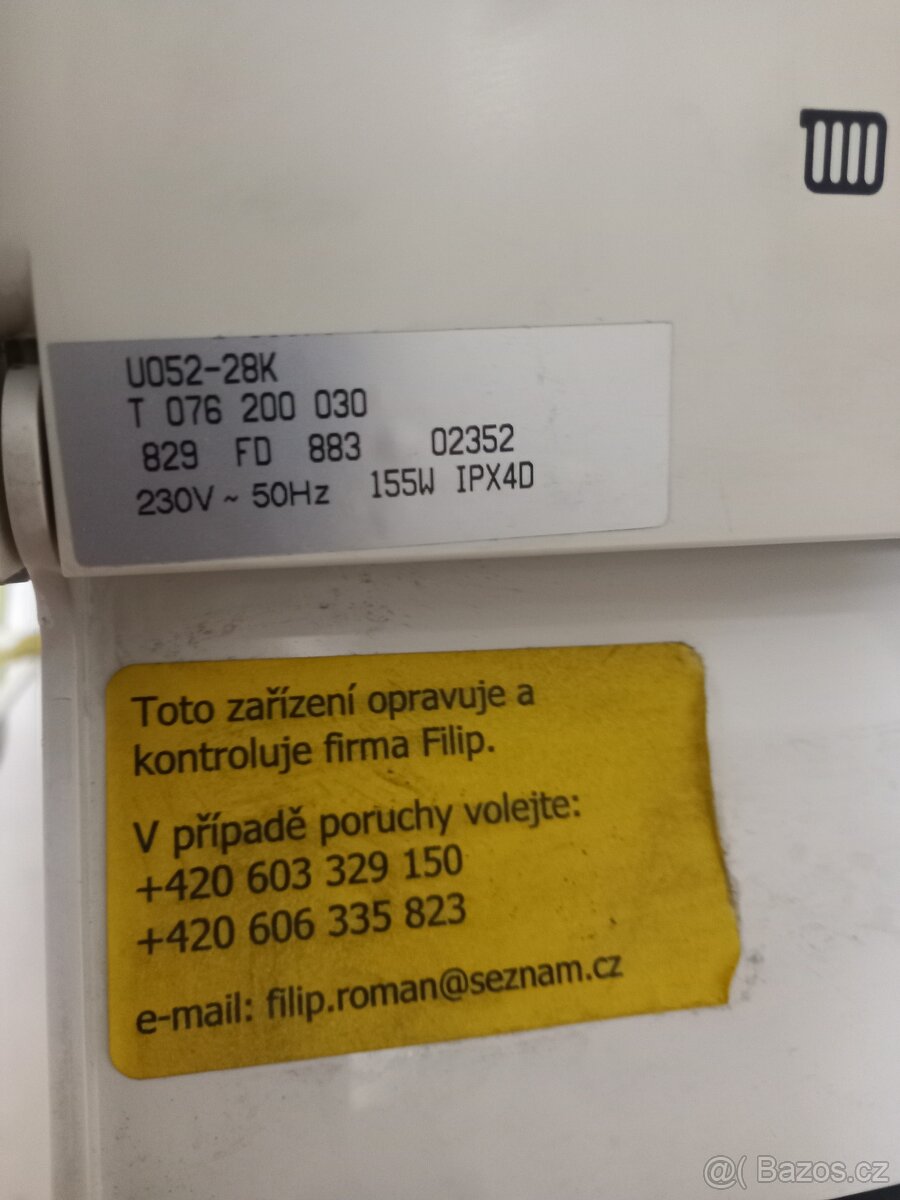 U052-28K
T 076 200 030
829 FD 883 02352
230V ~ 50Hz 155W IPX4D
Toto zařízení opravuje a
kontroluje firma Filip.
V případě poruchy volejte:
+420 603 329 150
+420 606 335 823
e-mail: filip.roman@seznam.cz
@( Bazos.cz